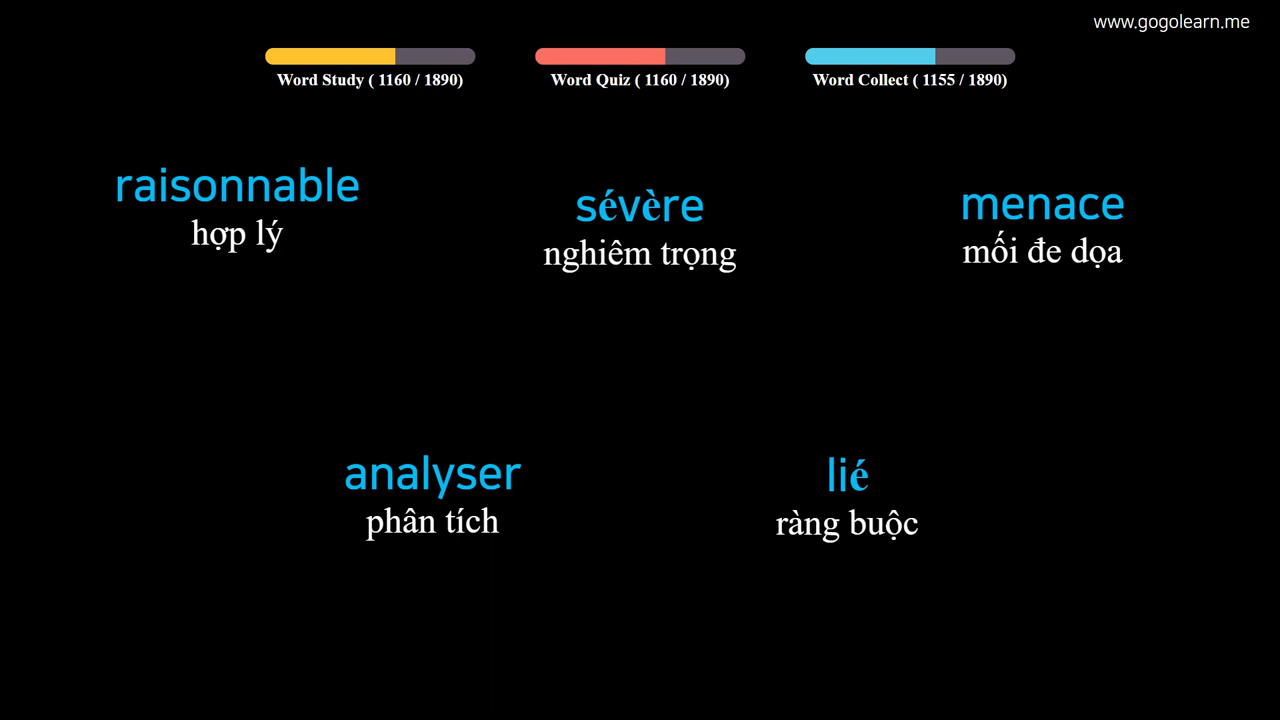 www.gogolearn.me
Word Study ( 1160 / 1890)
Word Quiz ( 1160 / 1890)
Word Collect ( 1155 / 1890)
raisonnable
hợp lý
sévère
nghiêm trọng
menace
mối đe dọa
analyser
phân tích
lié
ràng buộc